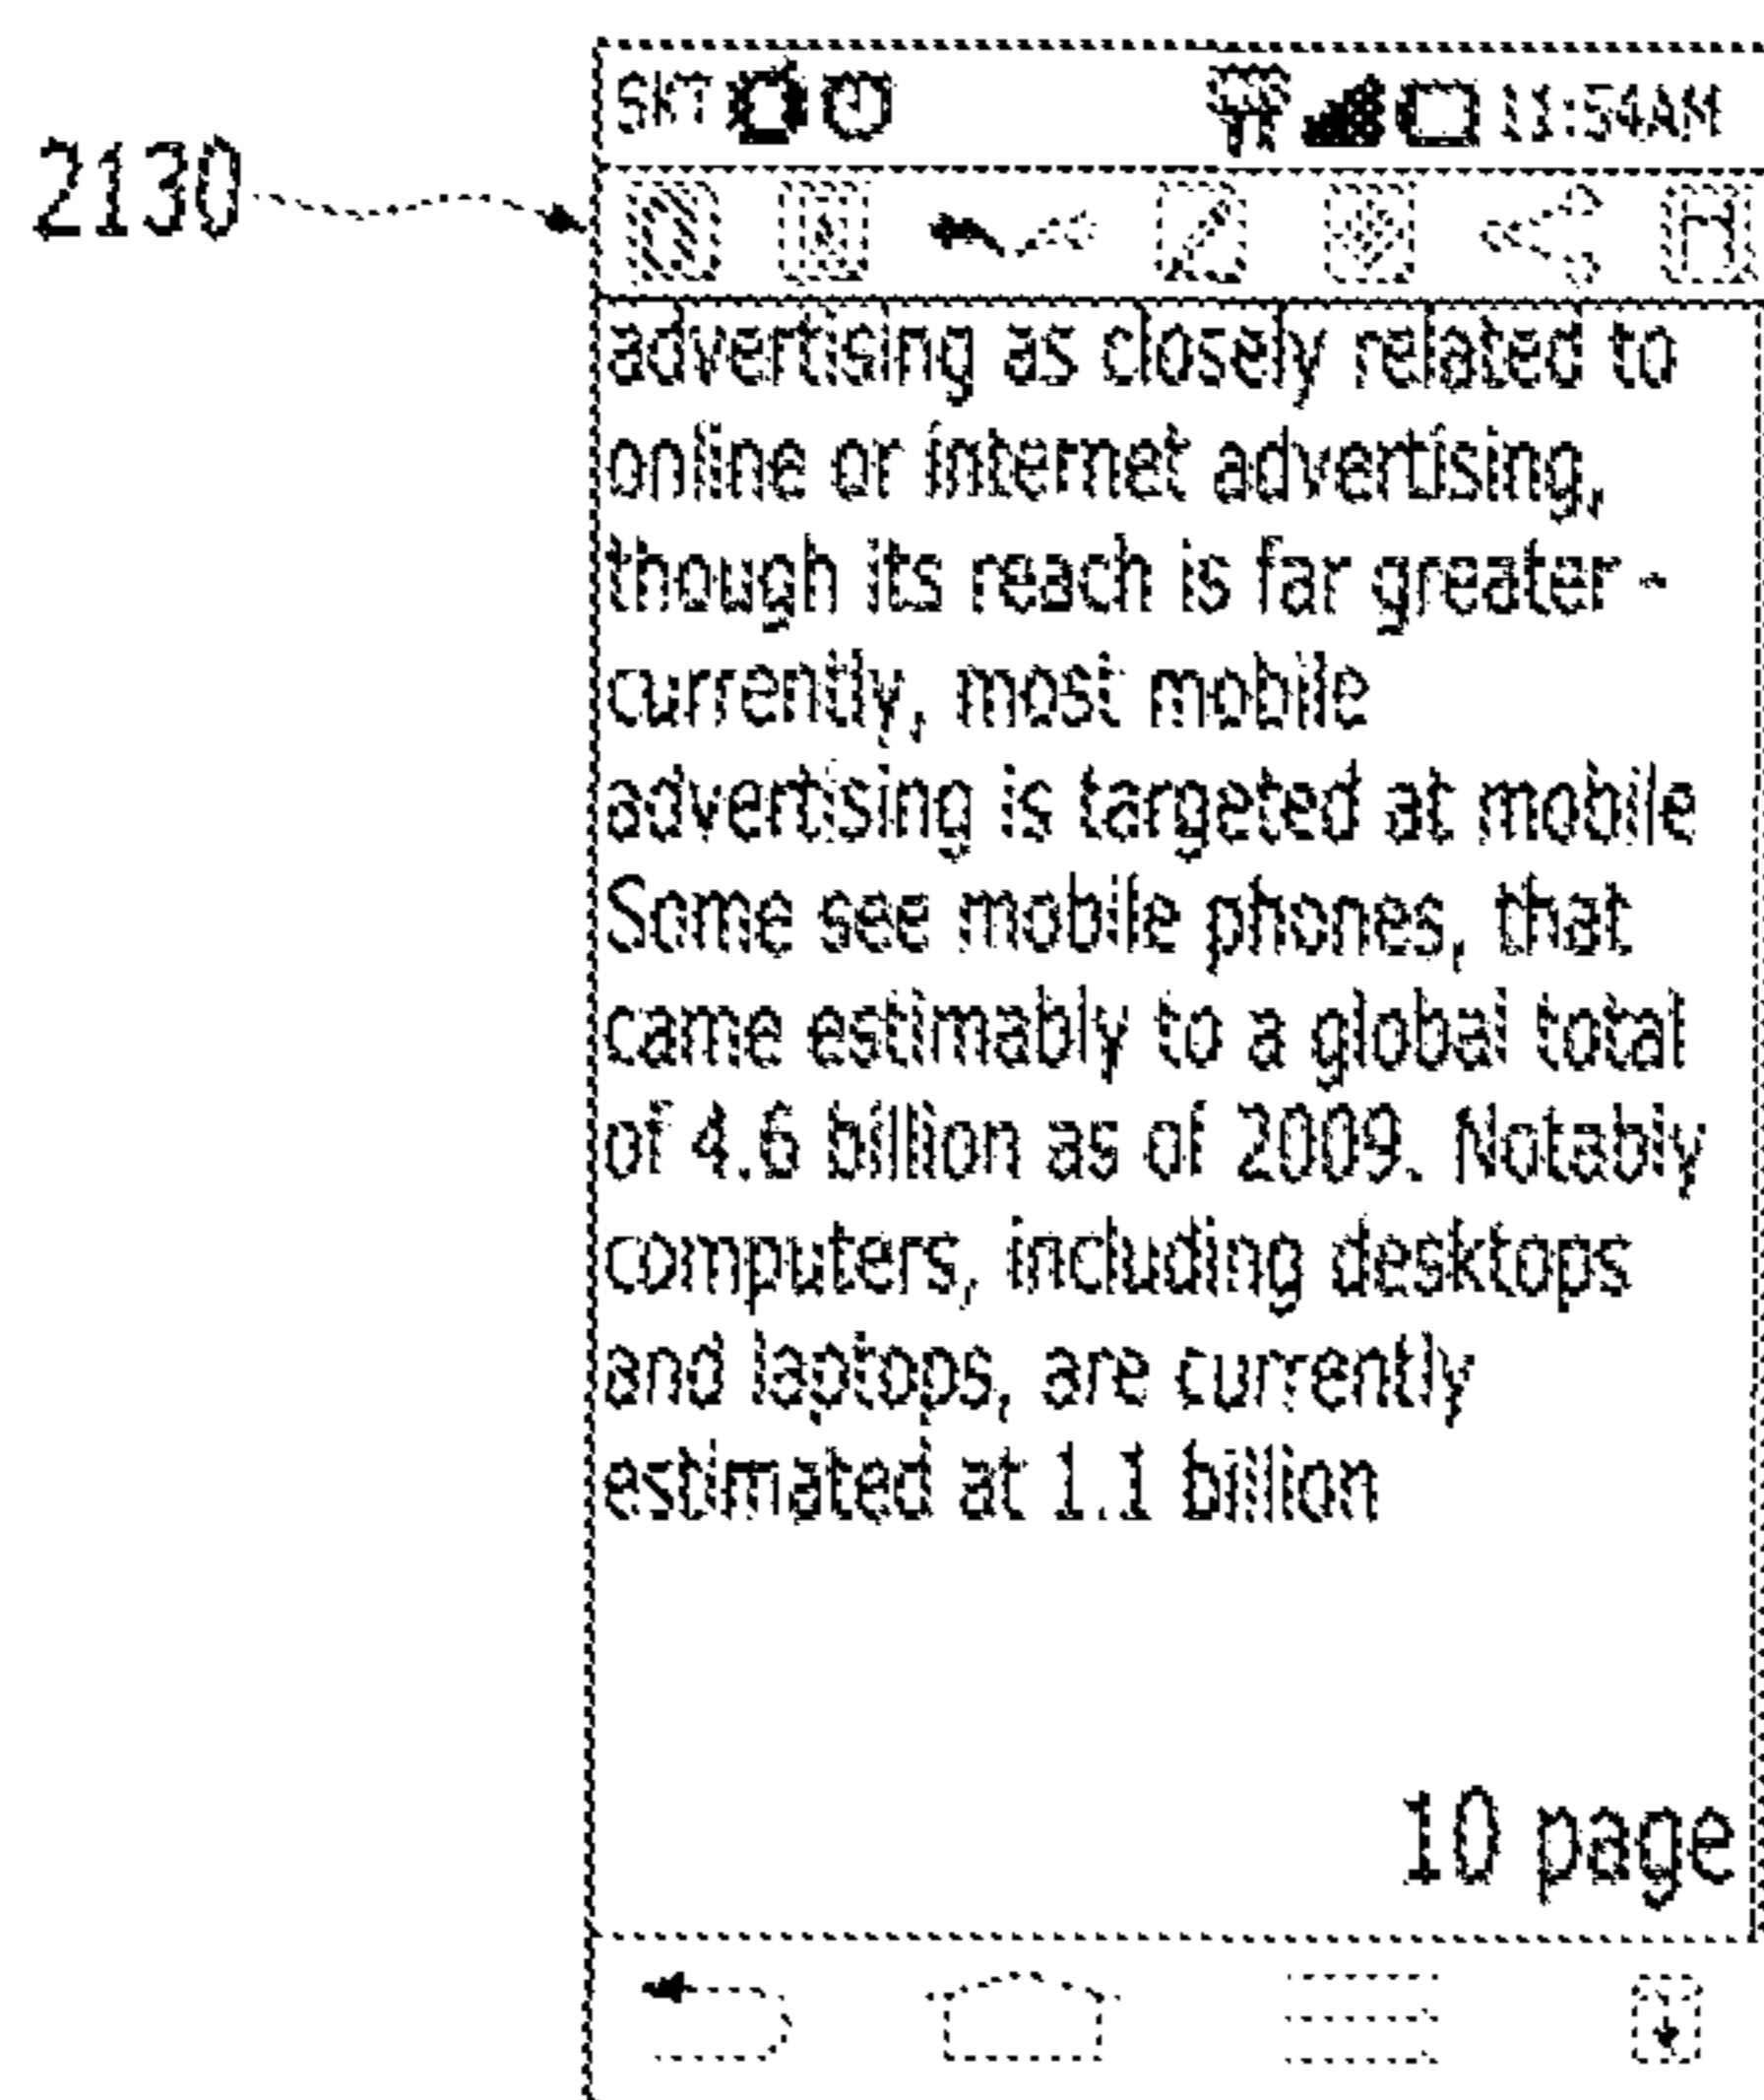 SKT 11:54AM
2130
advertising as closely related to
online or internet advertising,
though its reach is far greater -
currently, most mobile
advertising is targeted at mobile
Some see mobile phones, that
came estimably to a global total
of 4.6 billion as of 2009. Notably
computers, including desktops
and laptops, are currently
estimated at 1.1 billion
10 page